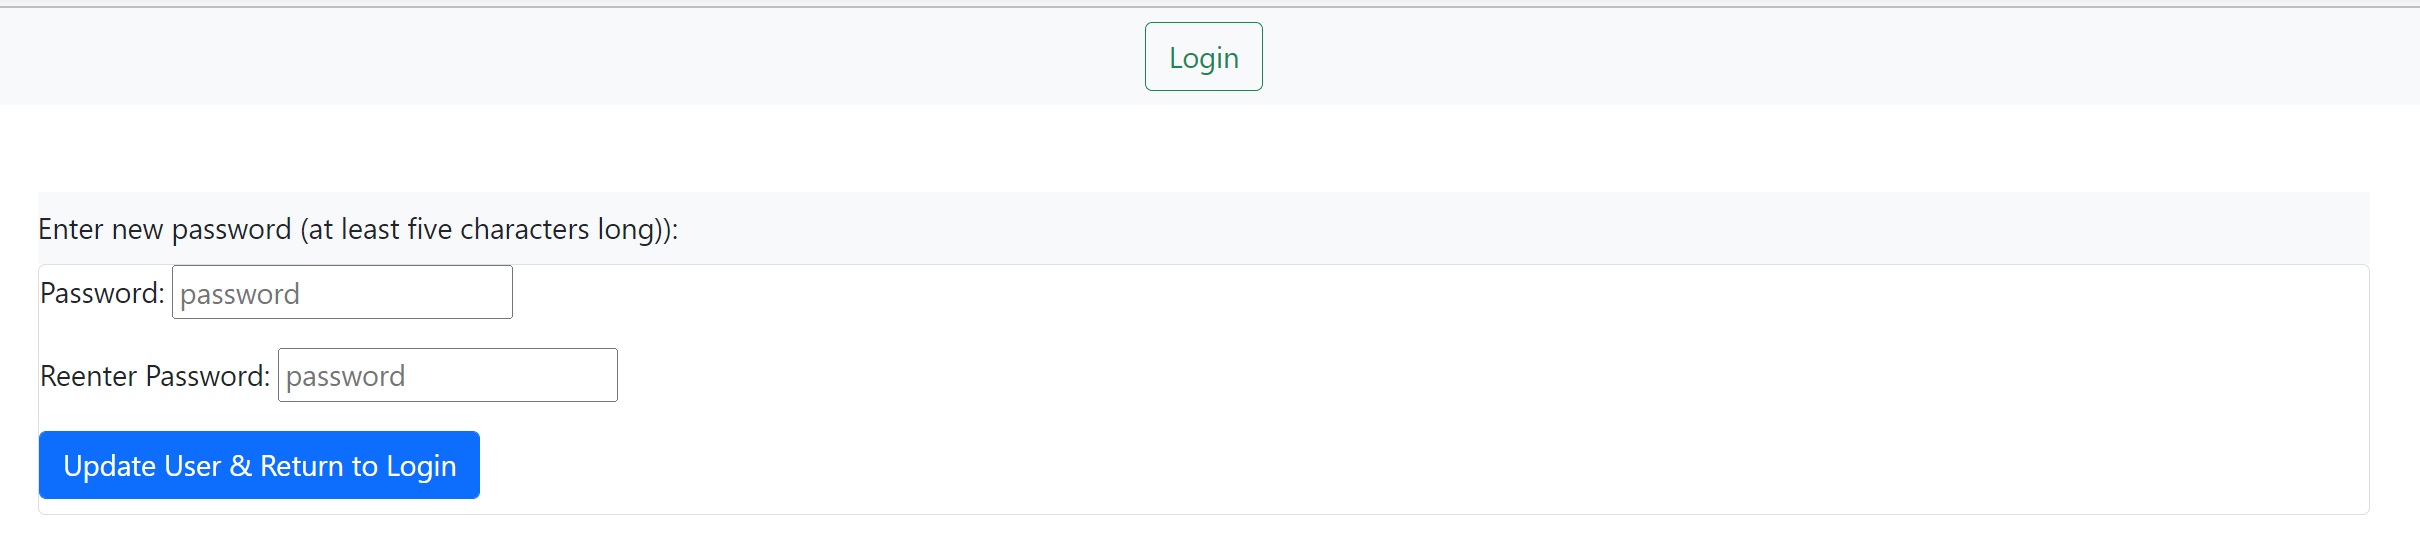 Login
Enter new password (at least five characters long)):
Password: password
Reenter Password: password
Update User & Return to Login